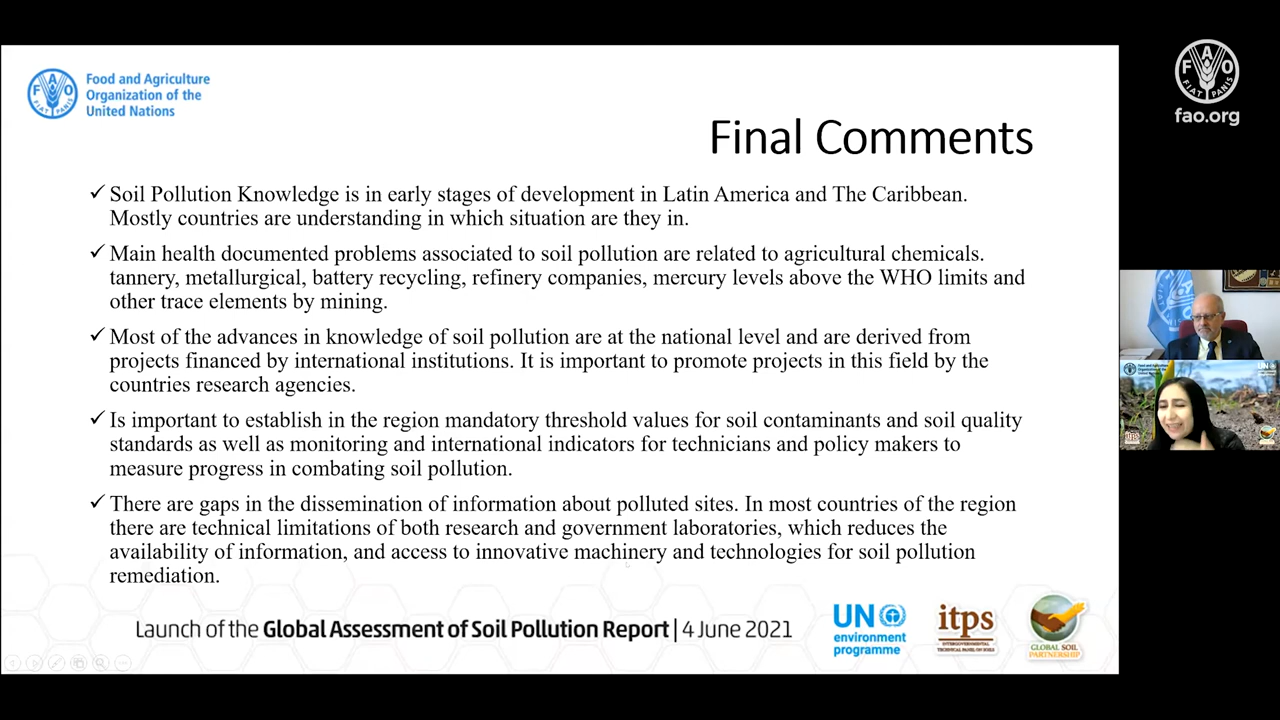 Food and Agriculture
Organization of the
United Nations
F A O
FIAT PANIS
fao.org
Final Comments
✓ Soil Pollution Knowledge is in early stages of development in Latin America and The Caribbean.
Mostly countries are understanding in which situation are they in.
✓ Main health documented problems associated to soil pollution are related to agricultural chemicals.
tannery, metallurgical, battery recycling, refinery companies, mercury levels above the WHO limits and
other trace elements by mining.
✓ Most of the advances in knowledge of soil pollution are at the national level and are derived from
projects financed by international institutions. It is important to promote projects in this field by the
countries research agencies.
✓ Is important to establish in the region mandatory threshold values for soil contaminants and soil quality
standards as well as monitoring and international indicators for technicians and policy makers to
measure progress in combating soil pollution.
✓ There are gaps in the dissemination of information about polluted sites. In most countries of the region
there are technical limitations of both research and government laboratories, which reduces the
availability of information, and access to innovative machinery and technologies for soil pollution
remediation.
Launch of the Global Assessment of Soil Pollution Report | 4 June 2021
UN
environment
programme
itps
INTERGOVERNMENTAL
TECHNICAL PANEL ON SOILS
GLOBAL SOIL
PARTNERSHIP